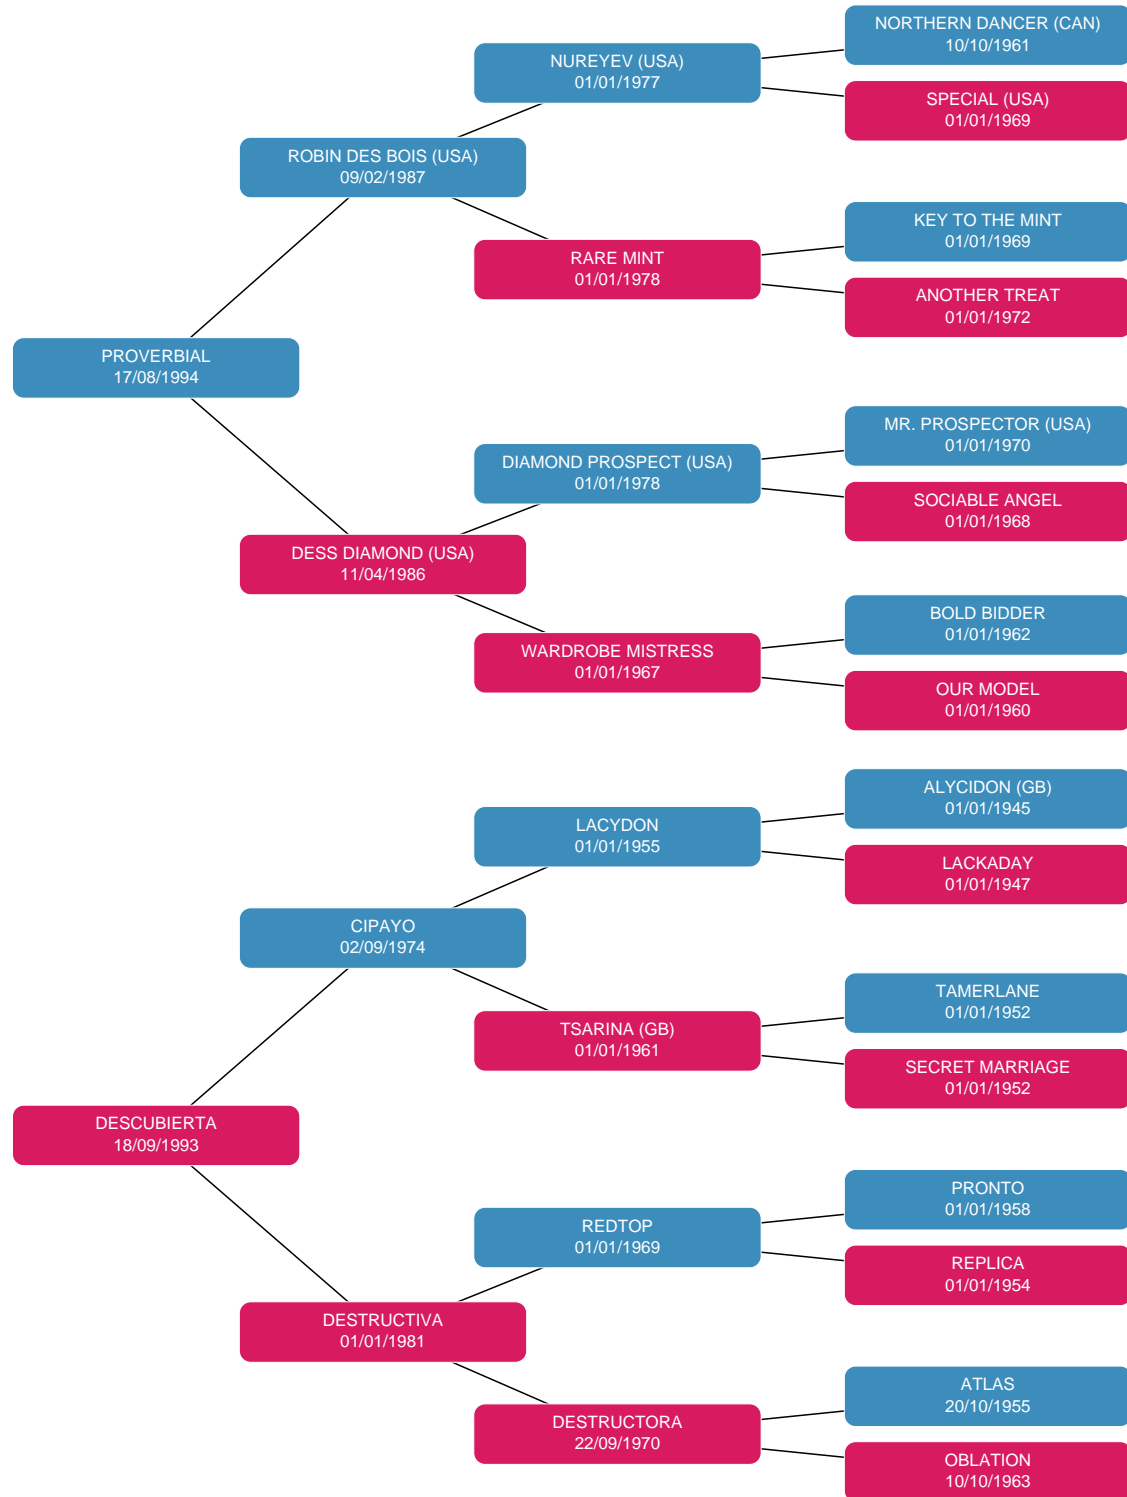 NORTHERN DANCER (CAN)
10/10/1961
NUREYEV (USA)
01/01/1977
SPECIAL (USA)
01/01/1969
ROBIN DES BOIS (USA)
09/02/1987
KEY TO THE MINT
01/01/1969
RARE MINT
01/01/1978
ANOTHER TREAT
01/01/1972
PROVERBIAL
17/08/1994
MR. PROSPECTOR (USA)
01/01/1970
DIAMOND PROSPECT (USA)
01/01/1978
SOCIABLE ANGEL
01/01/1968
DESS DIAMOND (USA)
11/04/1986
BOLD BIDDER
01/01/1962
WARDROBE MISTRESS
01/01/1967
OUR MODEL
01/01/1960
ALYCIDON (GB)
01/01/1945
LACYDON
01/01/1955
LACKADAY
01/01/1947
CIPAYO
02/09/1974
TAMERLANE
01/01/1952
TSARINA (GB)
01/01/1961
SECRET MARRIAGE
01/01/1952
DESCUBIERTA
18/09/1993
PRONTO
01/01/1958
REDTOP
01/01/1969
REPLICA
01/01/1954
DESTRUCTIVA
01/01/1981
ATLAS
20/10/1955
DESTRUCTORA
22/09/1970
OBLATION
10/10/1963